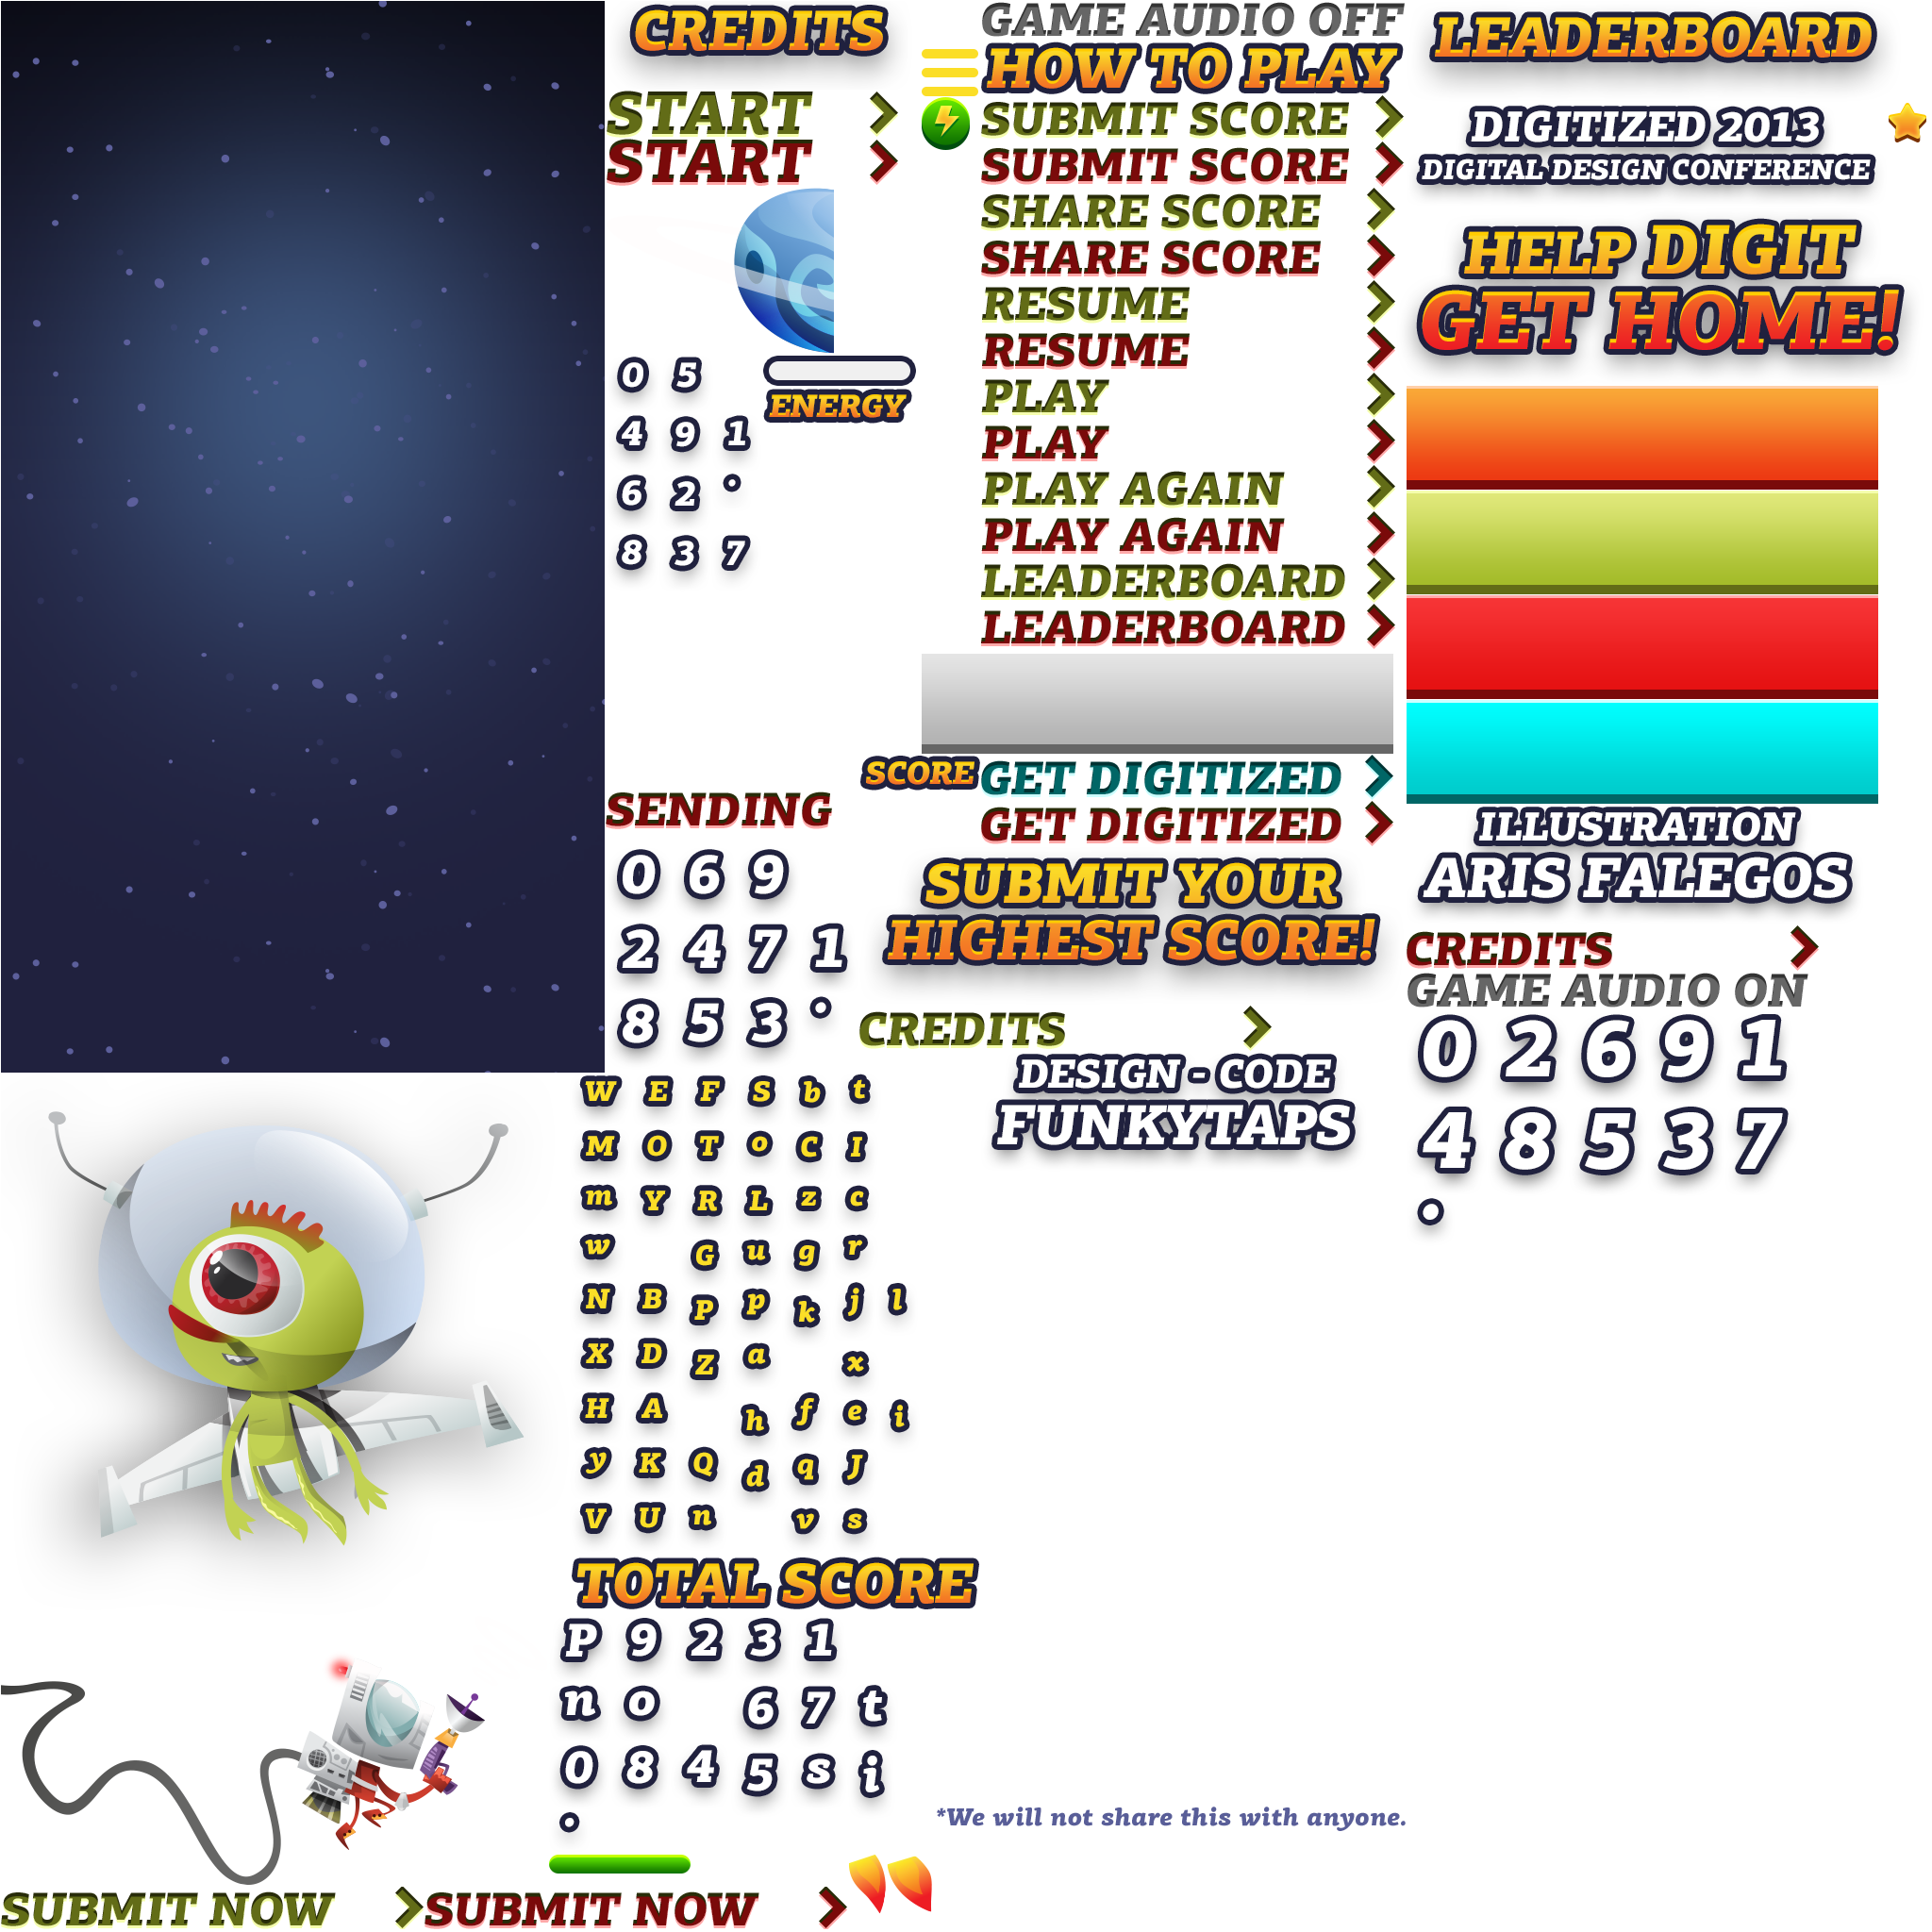 CREDITS
START
START
0 5
4 9 1
6 2 °
8 3 7
ENERGY
SENDING
0 6 9
2 4 7 1
8 5 3 °
GAME AUDIO OFF
HOW TO PLAY
SUBMIT SCORE
SUBMIT SCORE
SHARE SCORE
SHARE SCORE
RESUME
RESUME
PLAY
PLAY
PLAY AGAIN
PLAY AGAIN
LEADERBOARD
LEADERBOARD
SCORE
GET DIGITIZED
GET DIGITIZED
SUBMIT YOUR
HIGHEST SCORE!
CREDITS
DESIGN - CODE
FUNKYTAPS
LEADERBOARD
DIGITIZED 2013
DIGITAL DESIGN CONFERENCE
HELP DIGIT
GET HOME!
ILLUSTRATION
ARIS FALEGOS
CREDITS
GAME AUDIO ON
0 2 6 9 1
4 8 5 3 7
°
W E F S b t
M O T o C I
m Y R L z c
w G u g r
N B P p k j l
X D Z a x
H A h f e i
y K Q d q J
V U n v s
TOTAL SCORE
P 9 2 3 1
n o 6 7 t
0 8 4 5 s i
°
*We will not share this with anyone.
SUBMIT NOW
SUBMIT NOW